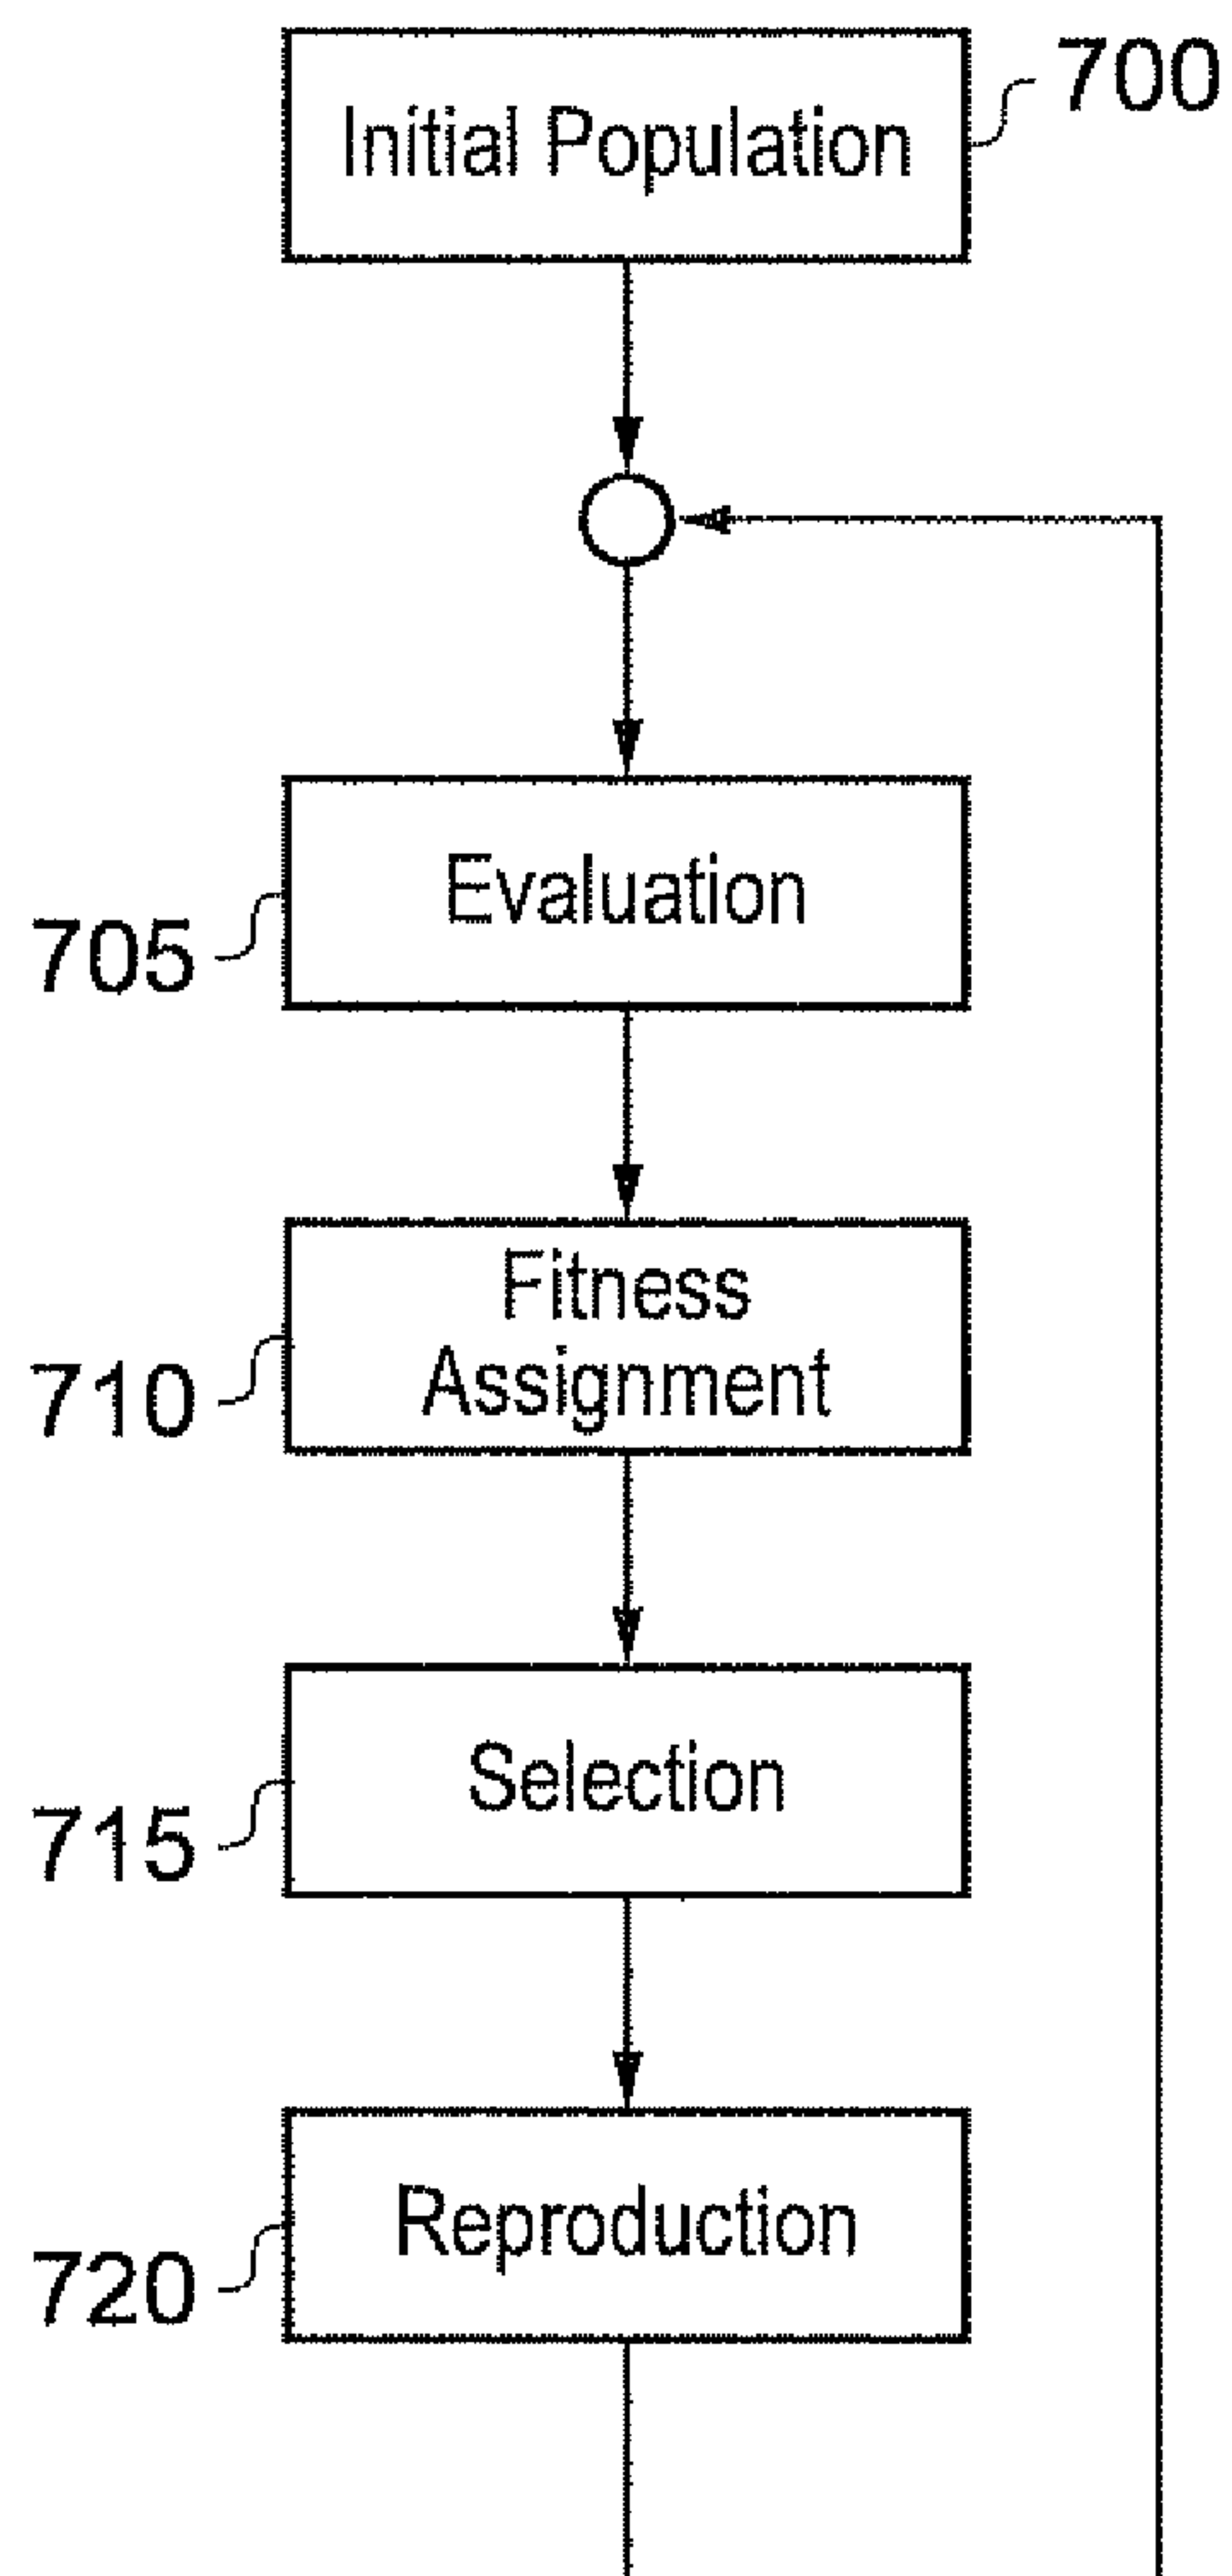 Initial Population
700
Evaluation
705
Fitness
Assignment
710
Selection
715
Reproduction
720